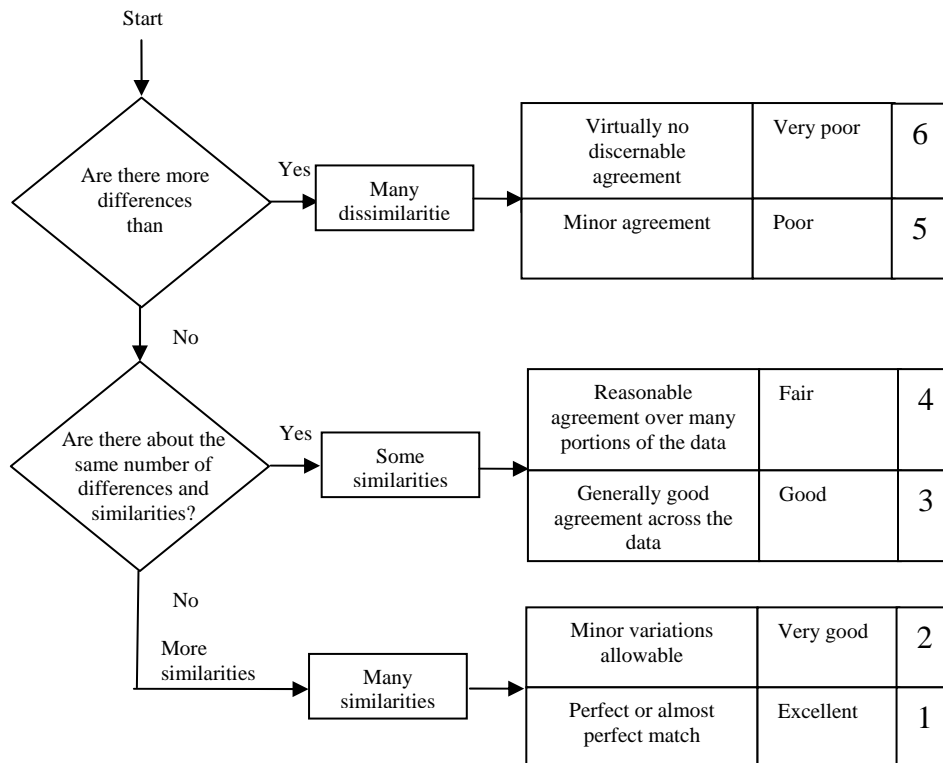 Start
Are there more
differences
than
Yes
Many
dissimilaritie
Virtually no
discernable
agreement
Very poor
6
Minor agreement
Poor
5
No
Are there about the
same number of
differences and
similarities?
Yes
Some
similarities
Reasonable
agreement over many
portions of the data
Fair
4
Generally good
agreement across the
data
Good
3
No
More
similarities
Many
similarities
Minor variations
allowable
Very good
2
Perfect or almost
perfect match
Excellent
1